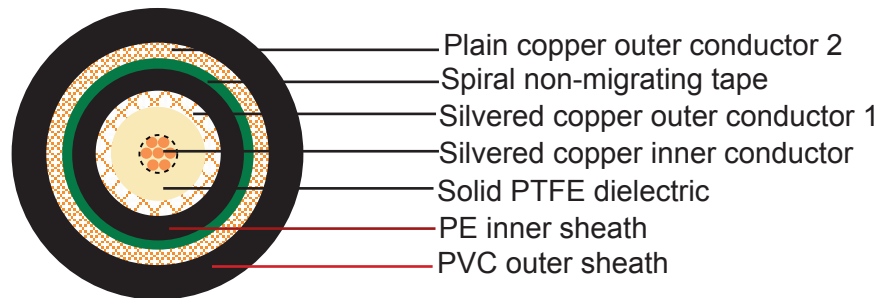 Plain copper outer conductor 2
Spiral non-migrating tape
Silvered copper outer conductor 1
Silvered copper inner conductor
Solid PTFE dielectric
PE inner sheath
PVC outer sheath